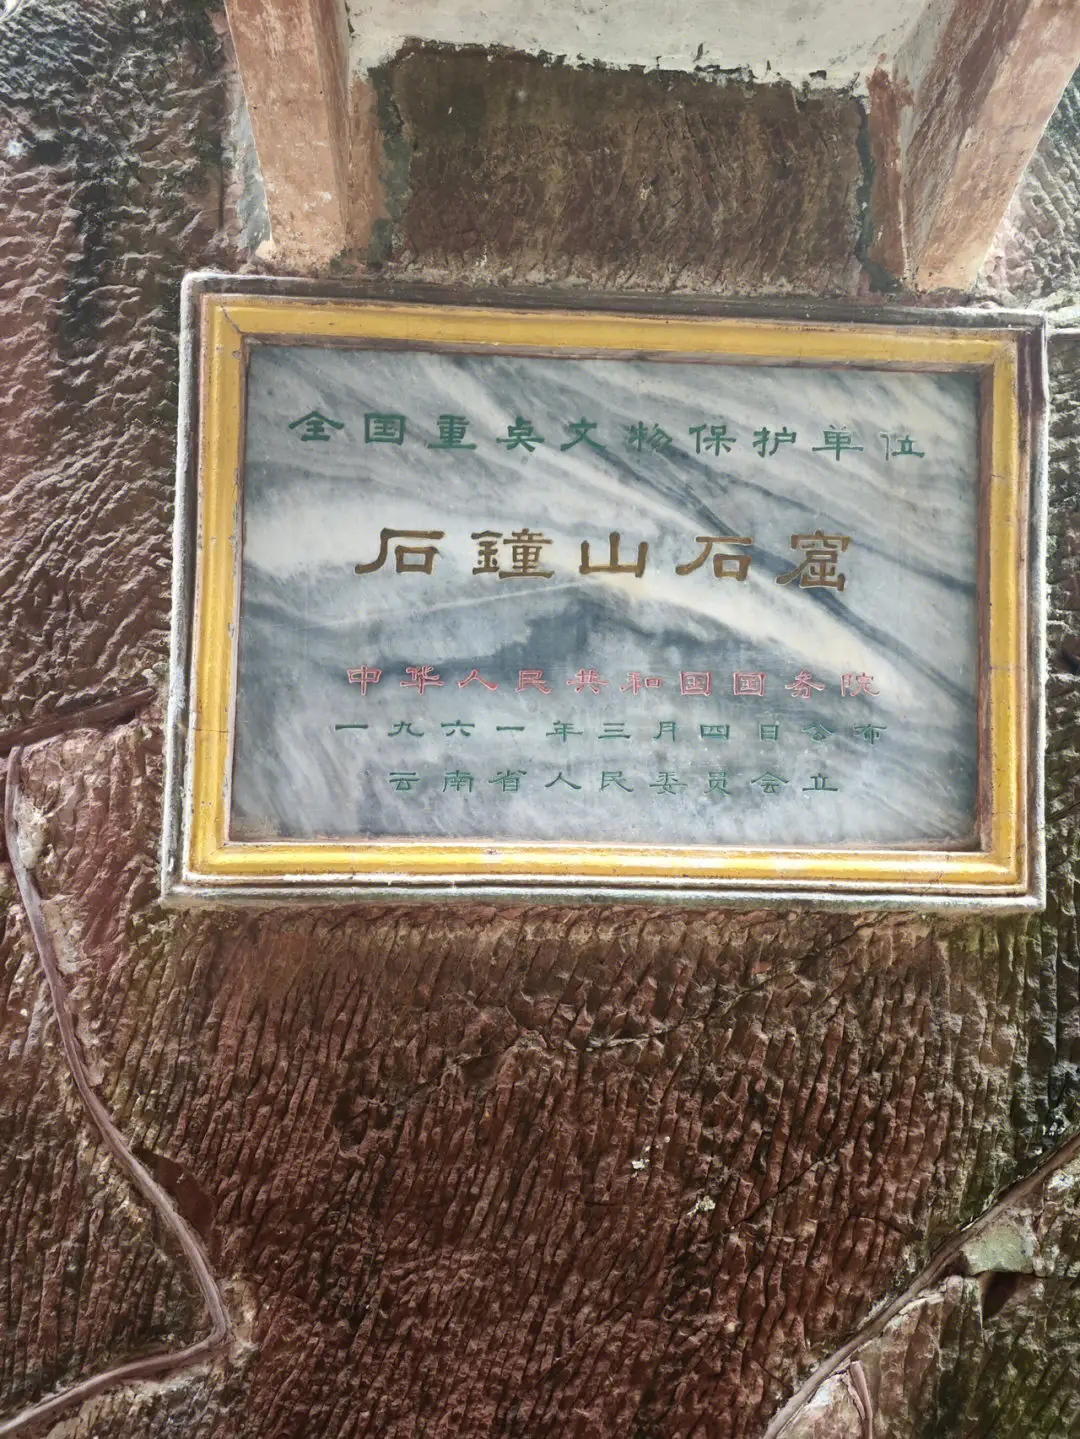 全国重点文物保护单位
石鐘山石窟
中华人民共和国国务院
一九六一年三月四日公布
云南省人民委员会立